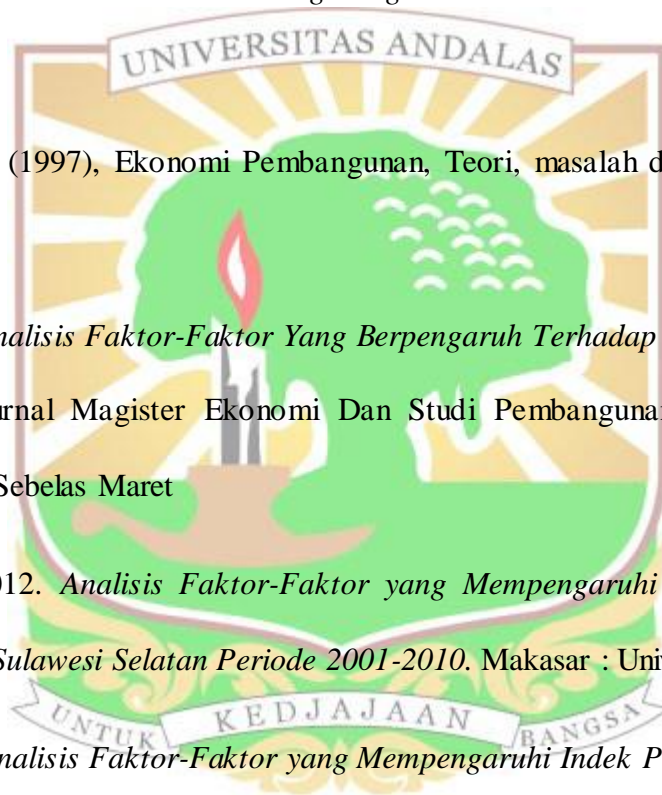 UNIVERSITAS ANDALAS
(1997), Ekonomi Pembangunan, Teori, masalah d
nalisis Faktor-Faktor Yang Berpengaruh Terhadap
urnal Magister Ekonomi Dan Studi Pembanguna
Sebelas Maret
012. Analisis Faktor-Faktor yang Mempengaruhi
Sulawesi Selatan Periode 2001-2010. Makasar : Univ
UNTUK KEDJAJAAN BANGSA
nalisis Faktor-Faktor yang Mempengaruhi Indek P